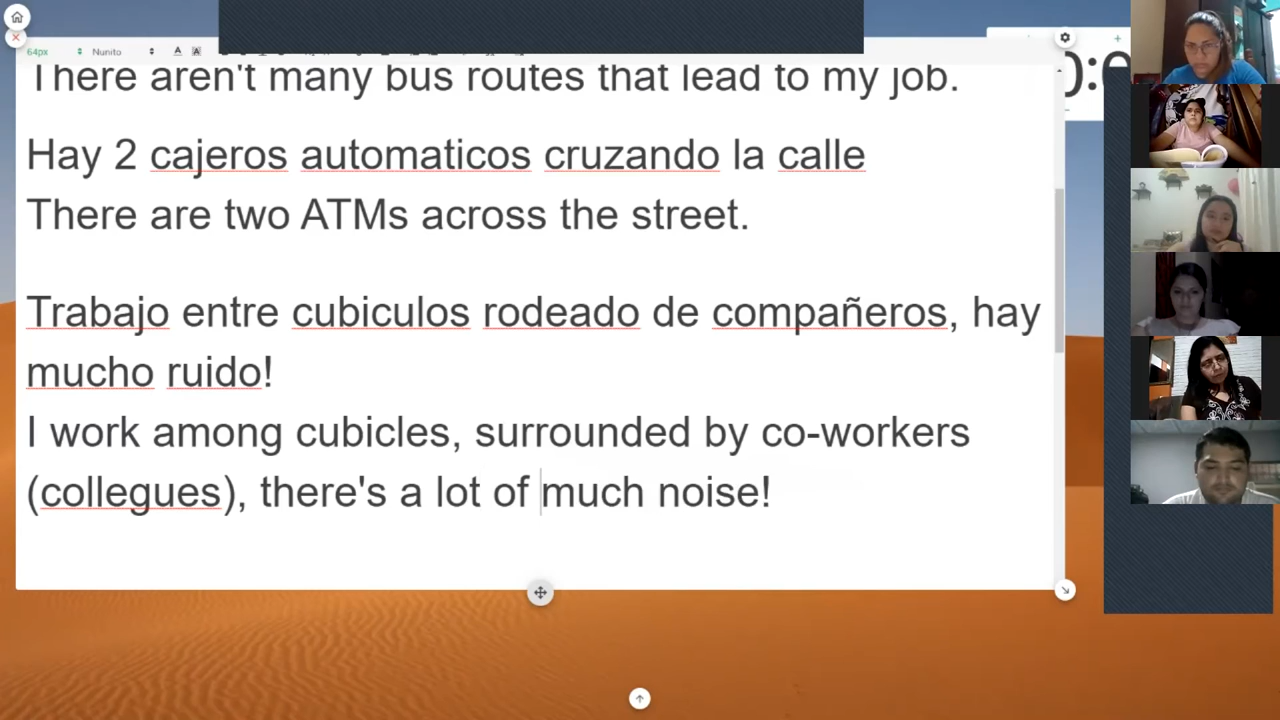 64px Nunito A A
There aren't many bus routes that lead to my job.
Hay 2 cajeros automaticos cruzando la calle
There are two ATMs across the street.
Trabajo entre cubiculos rodeado de compañeros, hay
mucho ruido!
I work among cubicles, surrounded by co-workers
(collegues), there's a lot of much noise!